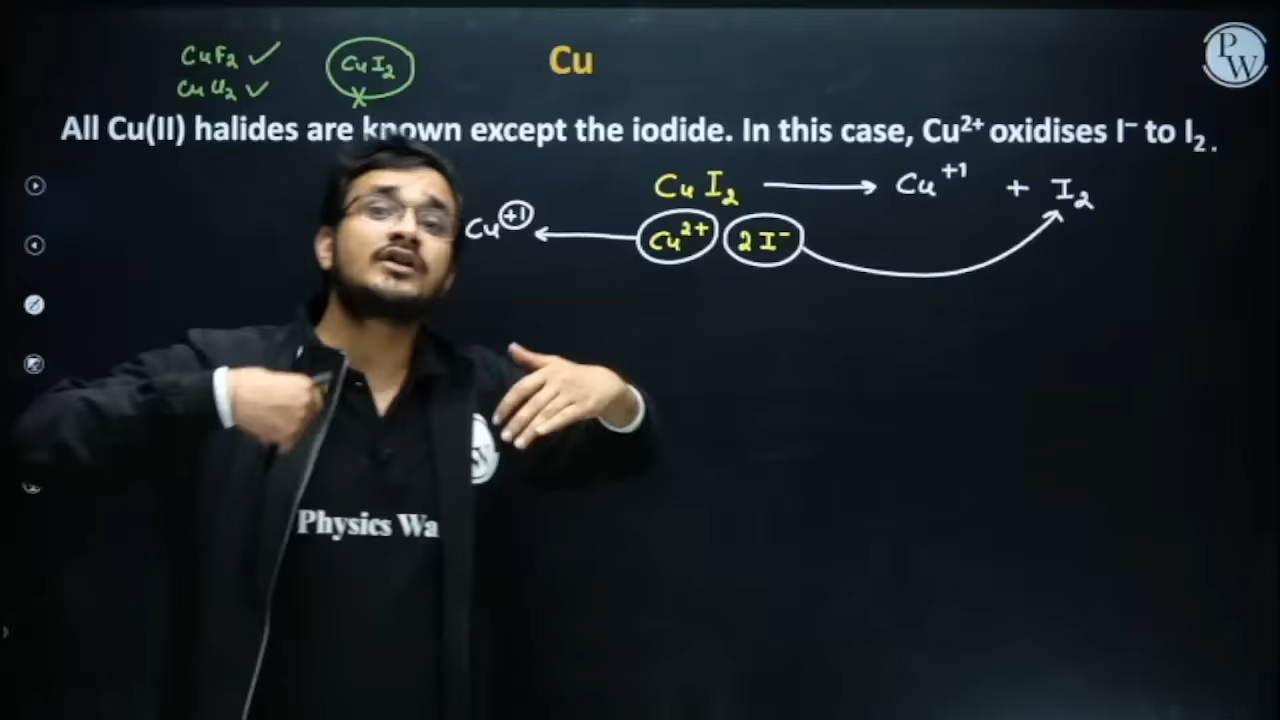 CuF₂ ✓
CuCl₂ ✓
CuI₂
×
Cu
PW
All Cu(II) halides are known except the iodide. In this case, Cu²⁺ oxidises I⁻ to I₂.
CuI₂ ⟶ Cu⁺¹ + I₂
Cu⁺¹ ⟵ Cu²⁺ 2I⁻
Physics Wa